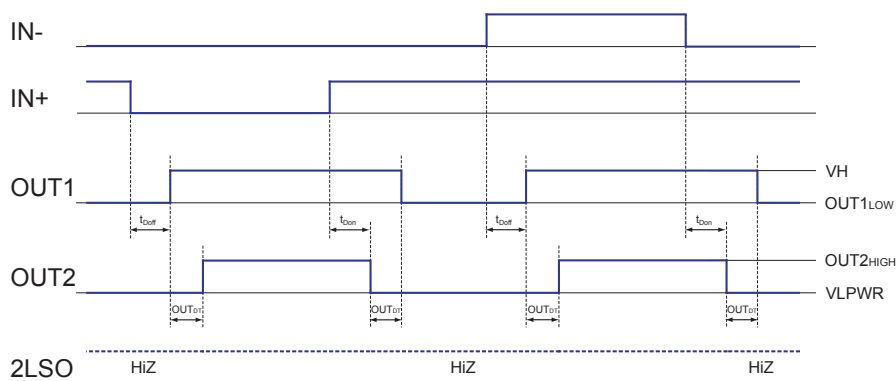 IN-
IN+
OUT1
VH
OUT1LOW
tDoff
tDon
tDoff
tDon
OUT2
OUT2HIGH
VLPWR
OUTDT
OUTDT
OUTDT
OUTDT
2LSO
HiZ
HiZ
HiZ